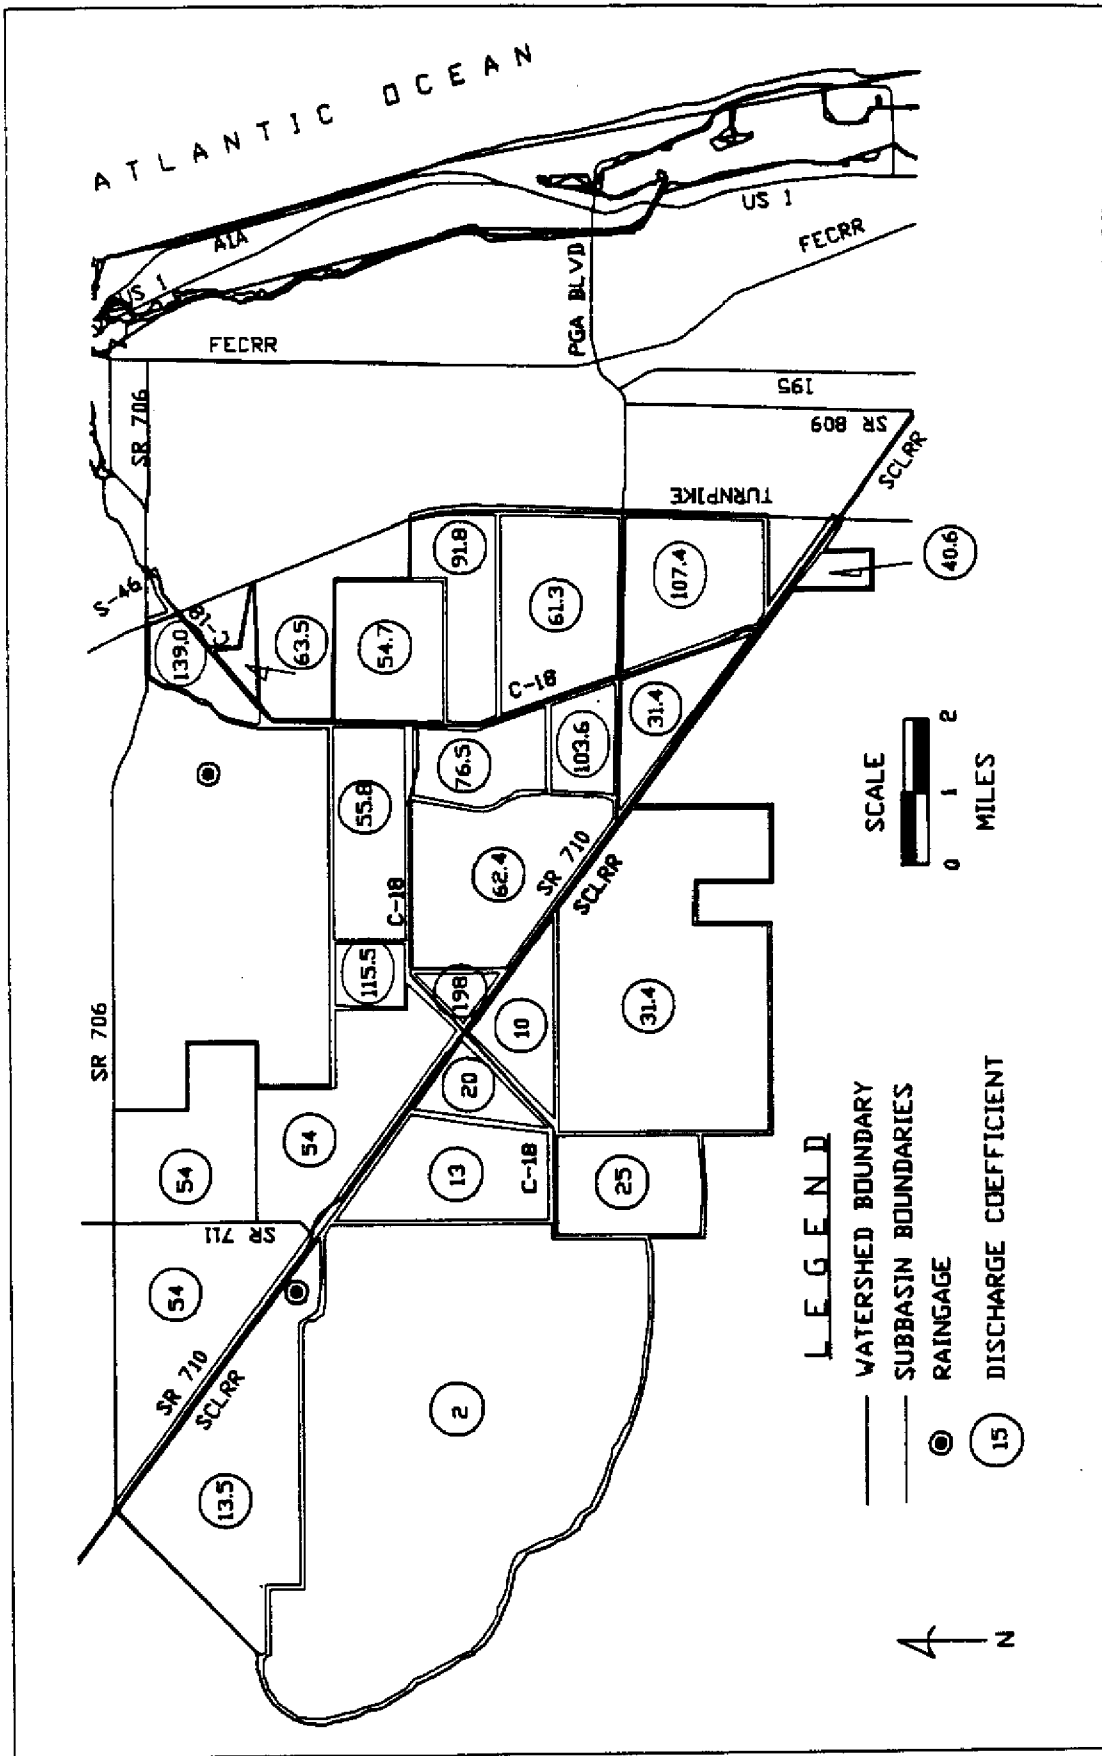 ATLANTIC OCEAN
A1A
US 1
US 1
FECRR
FECRR
PGA BLVD
I95
SR 706
SR 809
SCLRR
TURNPIKE
S-46
C-18
139.0
63.5
54.7
91.8
61.3
107.4
40.6
C-18
31.4
103.6
76.5
55.8
C-18
62.4
SR 710
SCLRR
115.5
198
10
31.4
20
SR 706
54
54
13
C-18
25
SR 711
54
SR 710
SCLRR
13.5
2
SCALE
0 1 2
MILES
LEGEND
WATERSHED BOUNDARY
SUBBASIN BOUNDARIES
RAINGAGE
15 DISCHARGE COEFFICIENT
N